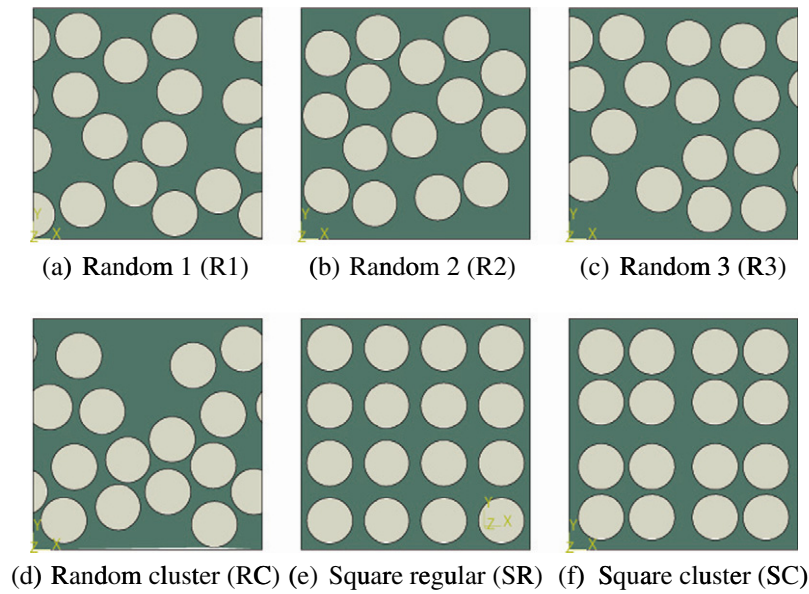 Y
Z X
Y
Z X
Y
Z X
(a) Random 1 (R1)
(b) Random 2 (R2)
(c) Random 3 (R3)
Y
Z X
Y
Z X
Y
Z X
(d) Random cluster (RC)
(e) Square regular (SR)
(f) Square cluster (SC)